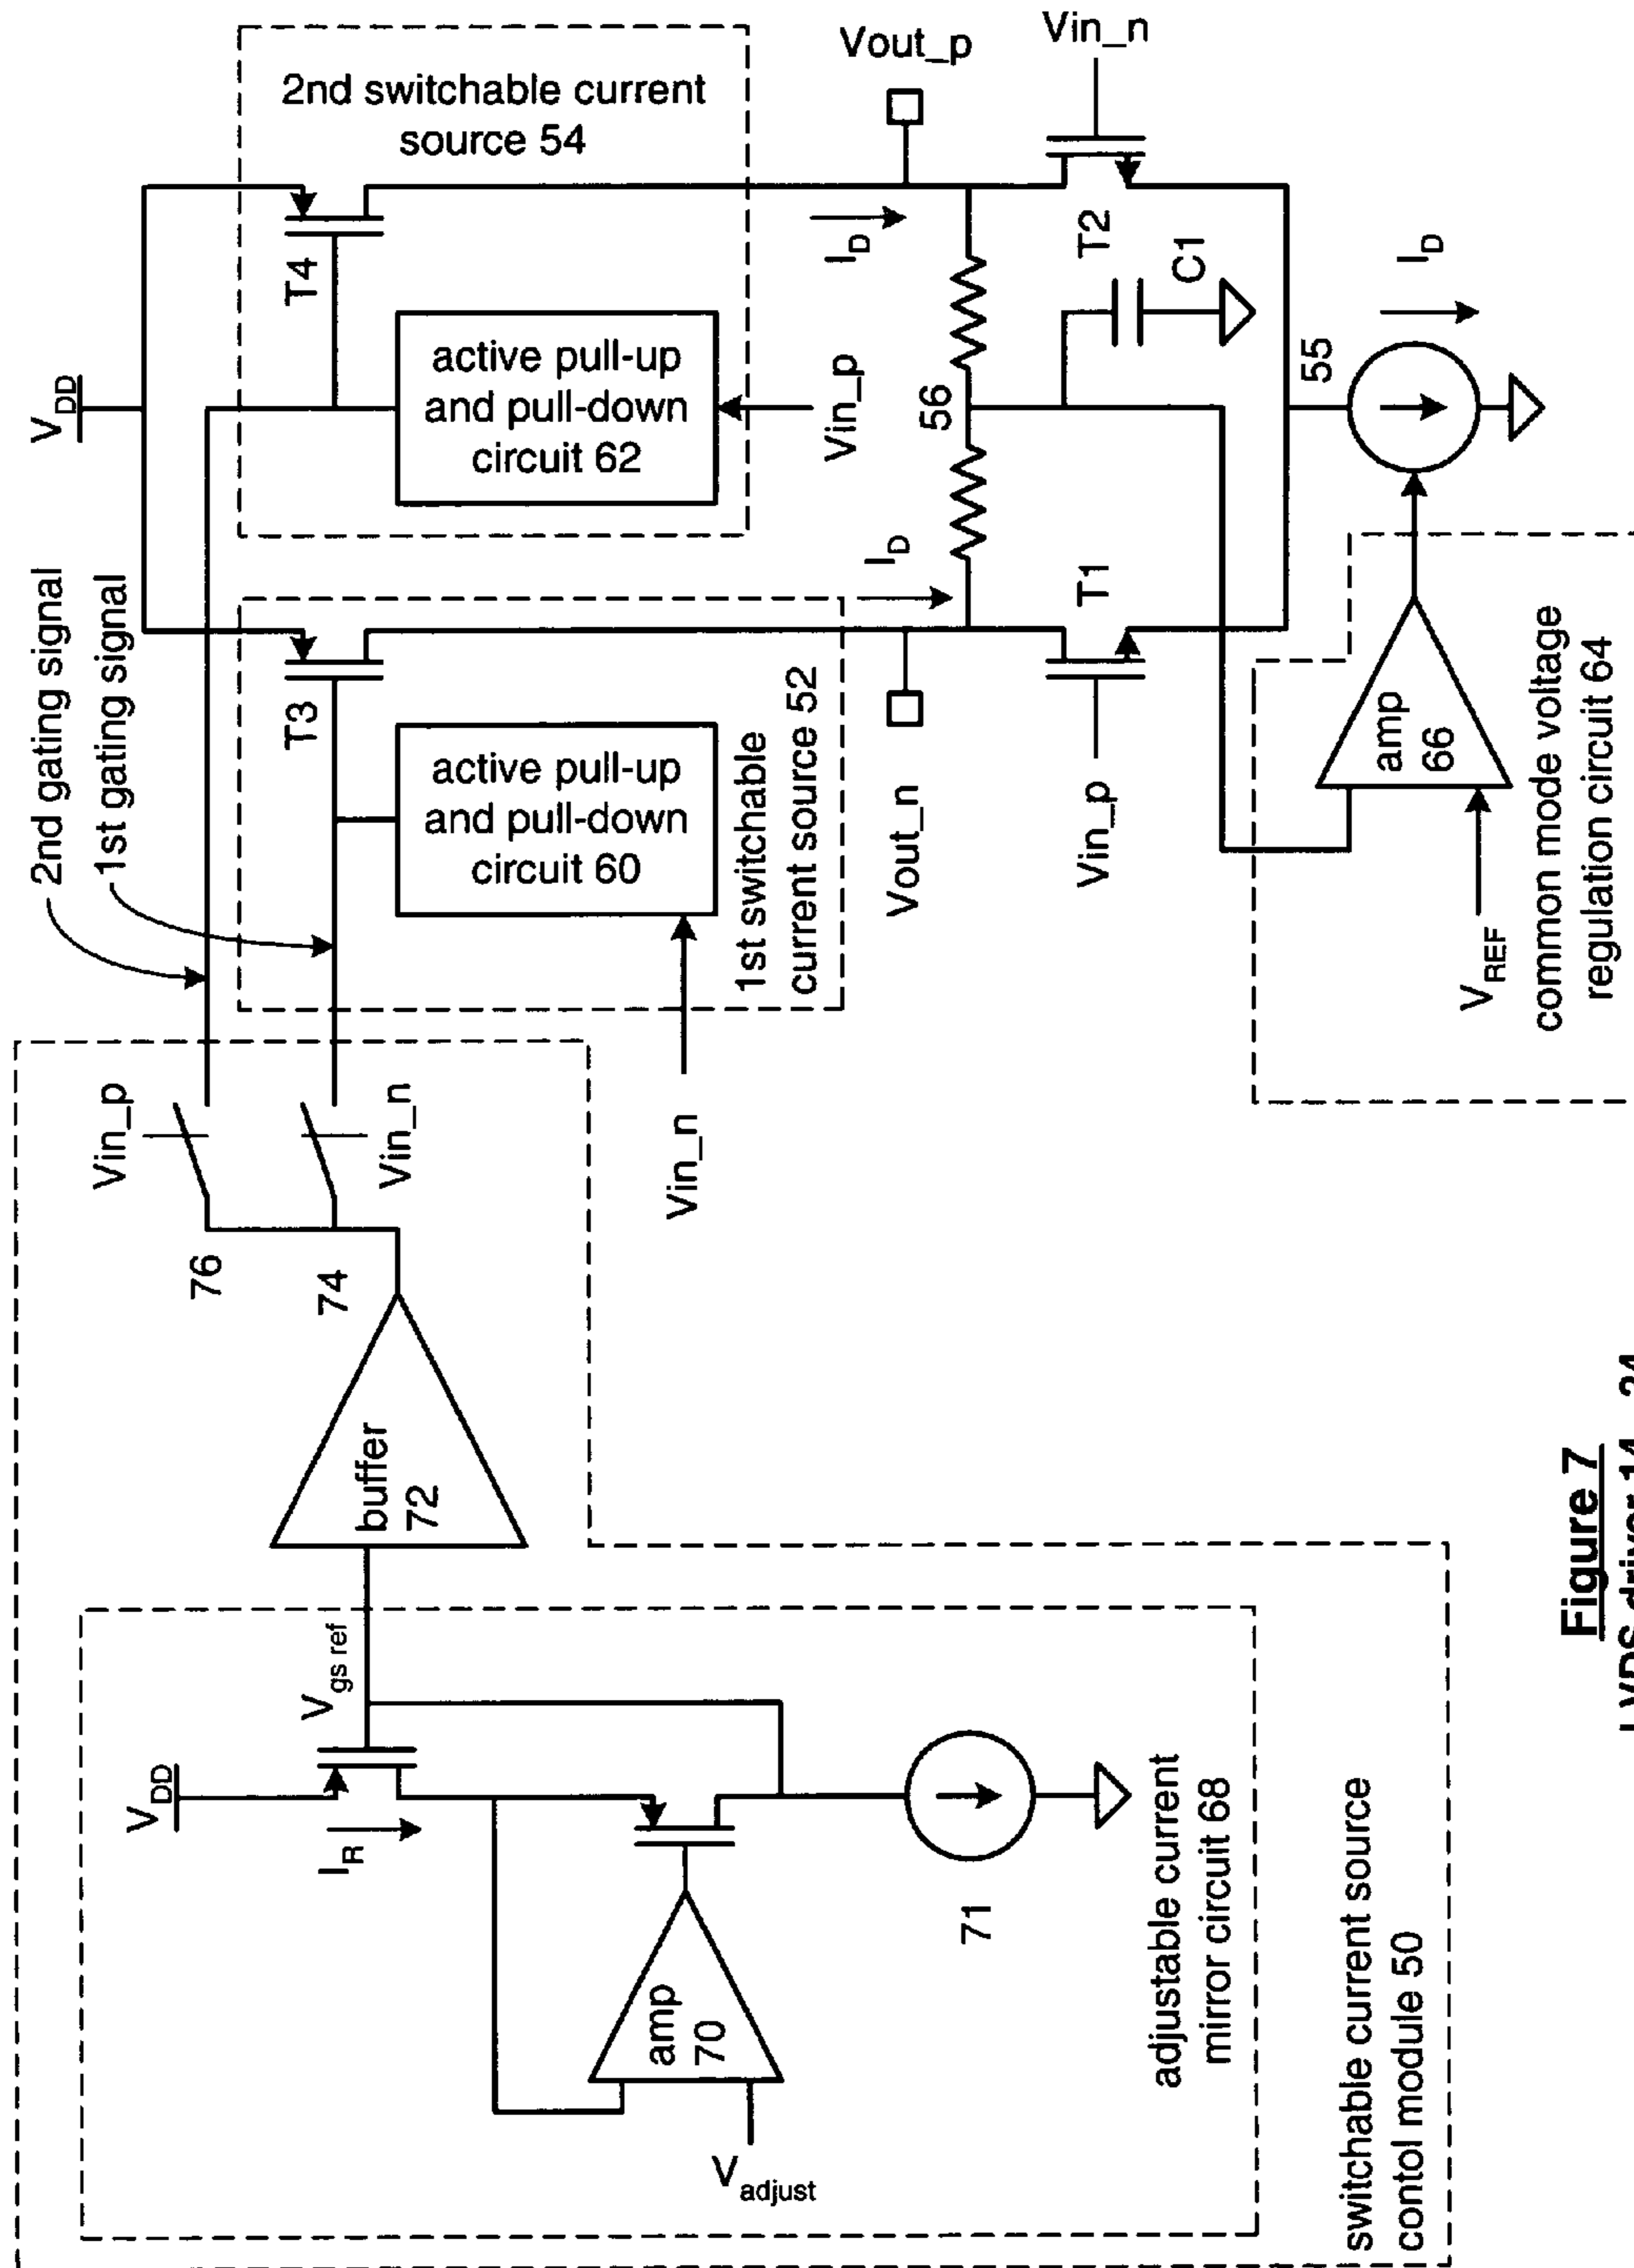 V_DD
2nd gating signal
1st gating signal
2nd switchable current
source 54
T4
active pull-up
and pull-down
circuit 62
Vin_p
I_D
Vout_p
Vin_n
T3
active pull-up
and pull-down
circuit 60
1st switchable
current source 52
Vin_n
I_D
Vout_n
Vin_p
T1
56
T2
C1
55
I_D
amp
66
V_REF
common mode voltage
regulation circuit 64
Vin_p
76
Vin_n
74
buffer
72
V_gs ref
V_DD
I_R
amp
70
V_adjust
71
adjustable current
mirror circuit 68
switchable current source
contol module 50
Figure 7